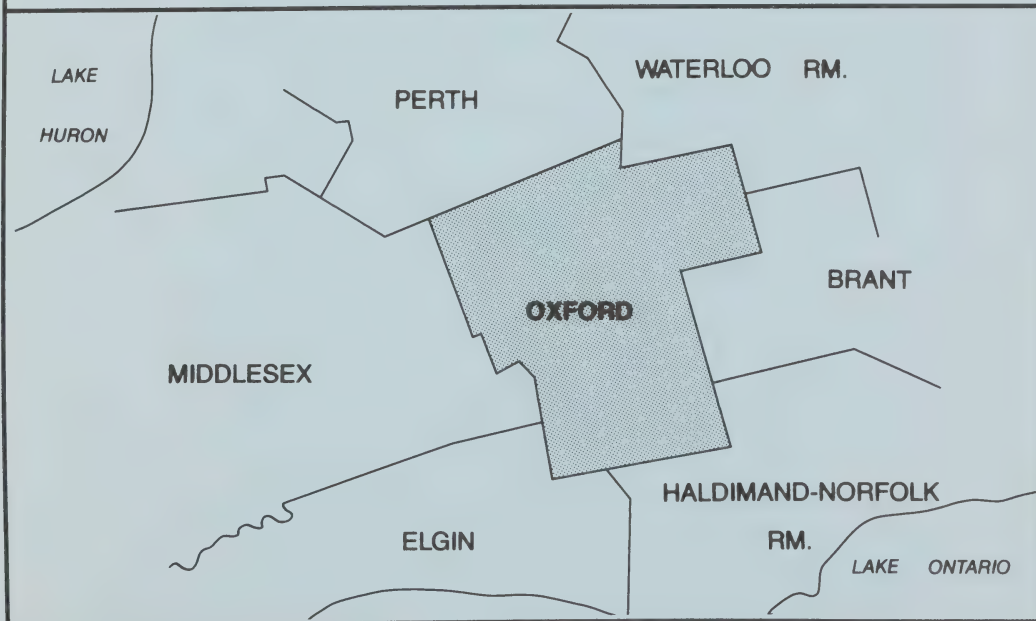 LAKE
HURON
PERTH
WATERLOO RM.
BRANT
OXFORD
MIDDLESEX
HALDIMAND-NORFOLK
RM.
ELGIN
LAKE ONTARIO